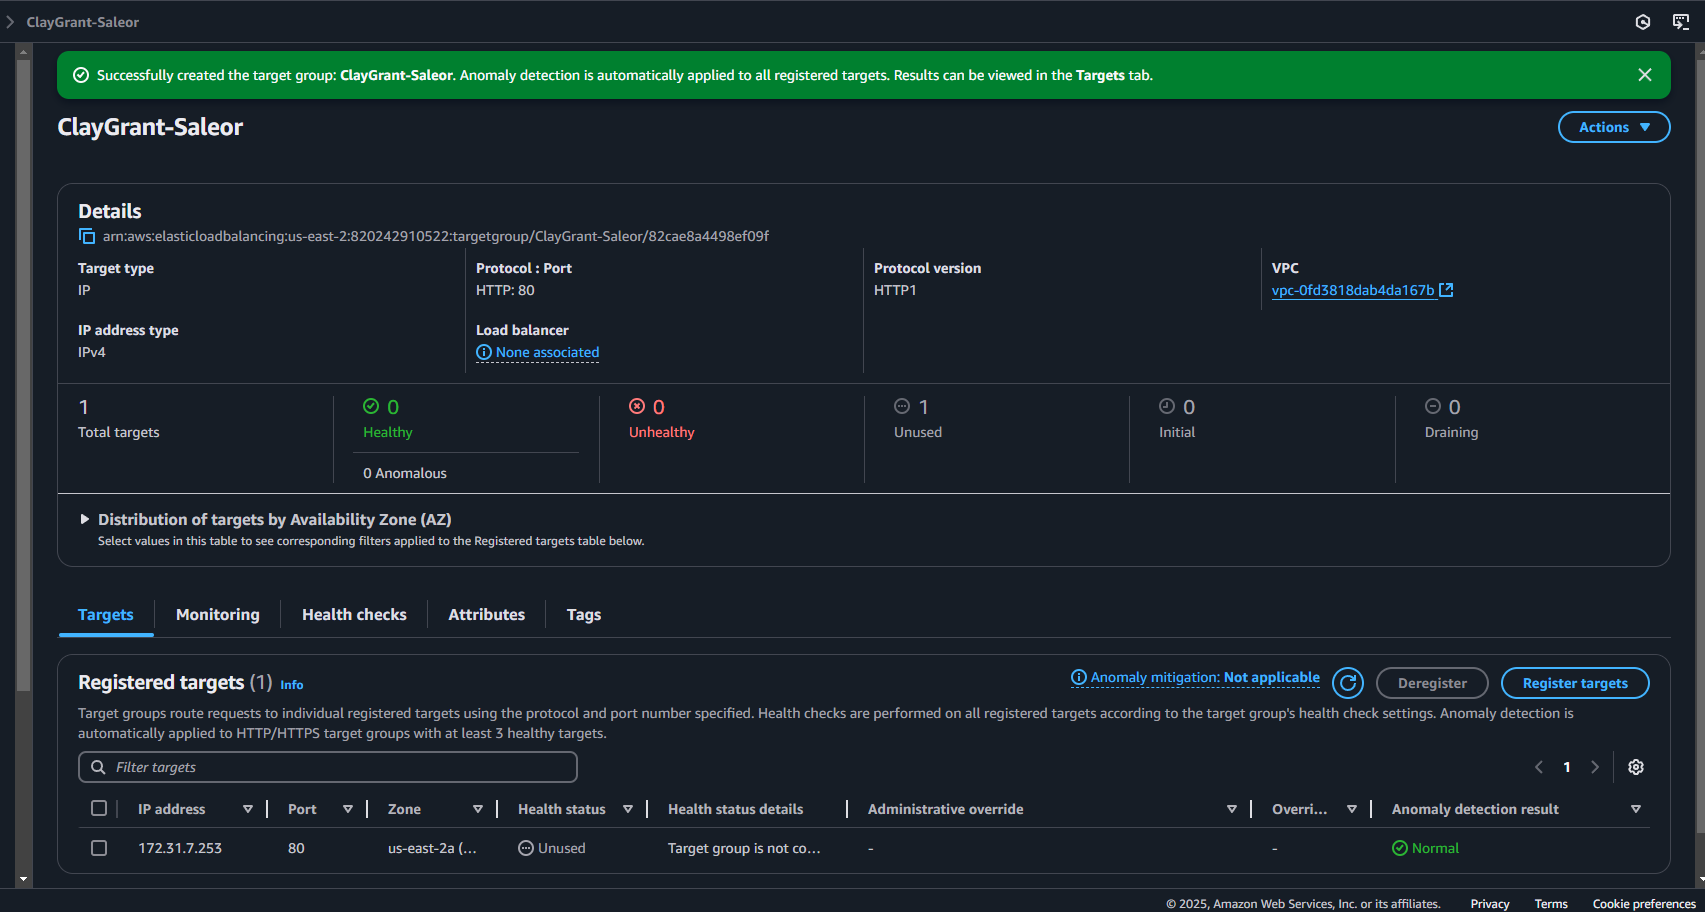 ClayGrant-Saleor
Successfully created the target group: ClayGrant-Saleor. Anomaly detection is automatically applied to all registered targets. Results can be viewed in the Targets tab.
ClayGrant-Saleor
Actions
Details
arn:aws:elasticloadbalancing:us-east-2:820242910522:targetgroup/ClayGrant-Saleor/82cae8a4498ef09f
Target type
IP
Protocol : Port
HTTP: 80
Protocol version
HTTP1
VPC
vpc-0fd3818dab4da167b
IP address type
IPv4
Load balancer
None associated
1
Total targets
0
Healthy
0 Anomalous
0
Unhealthy
1
Unused
0
Initial
0
Draining
Distribution of targets by Availability Zone (AZ)
Select values in this table to see corresponding filters applied to the Registered targets table below.
Targets
Monitoring
Health checks
Attributes
Tags
Registered targets (1) Info
Anomaly mitigation: Not applicable
Deregister
Register targets
Target groups route requests to individual registered targets using the protocol and port number specified. Health checks are performed on all registered targets according to the target group's health check settings. Anomaly detection is
automatically applied to HTTP/HTTPS target groups with at least 3 healthy targets.
Filter targets
1
IP address
Port
Zone
Health status
Health status details
Administrative override
Overri...
Anomaly detection result
172.31.7.253
80
us-east-2a (...
Unused
Target group is not co...
-
-
Normal
© 2025, Amazon Web Services, Inc. or its affiliates.
Privacy
Terms
Cookie preferences